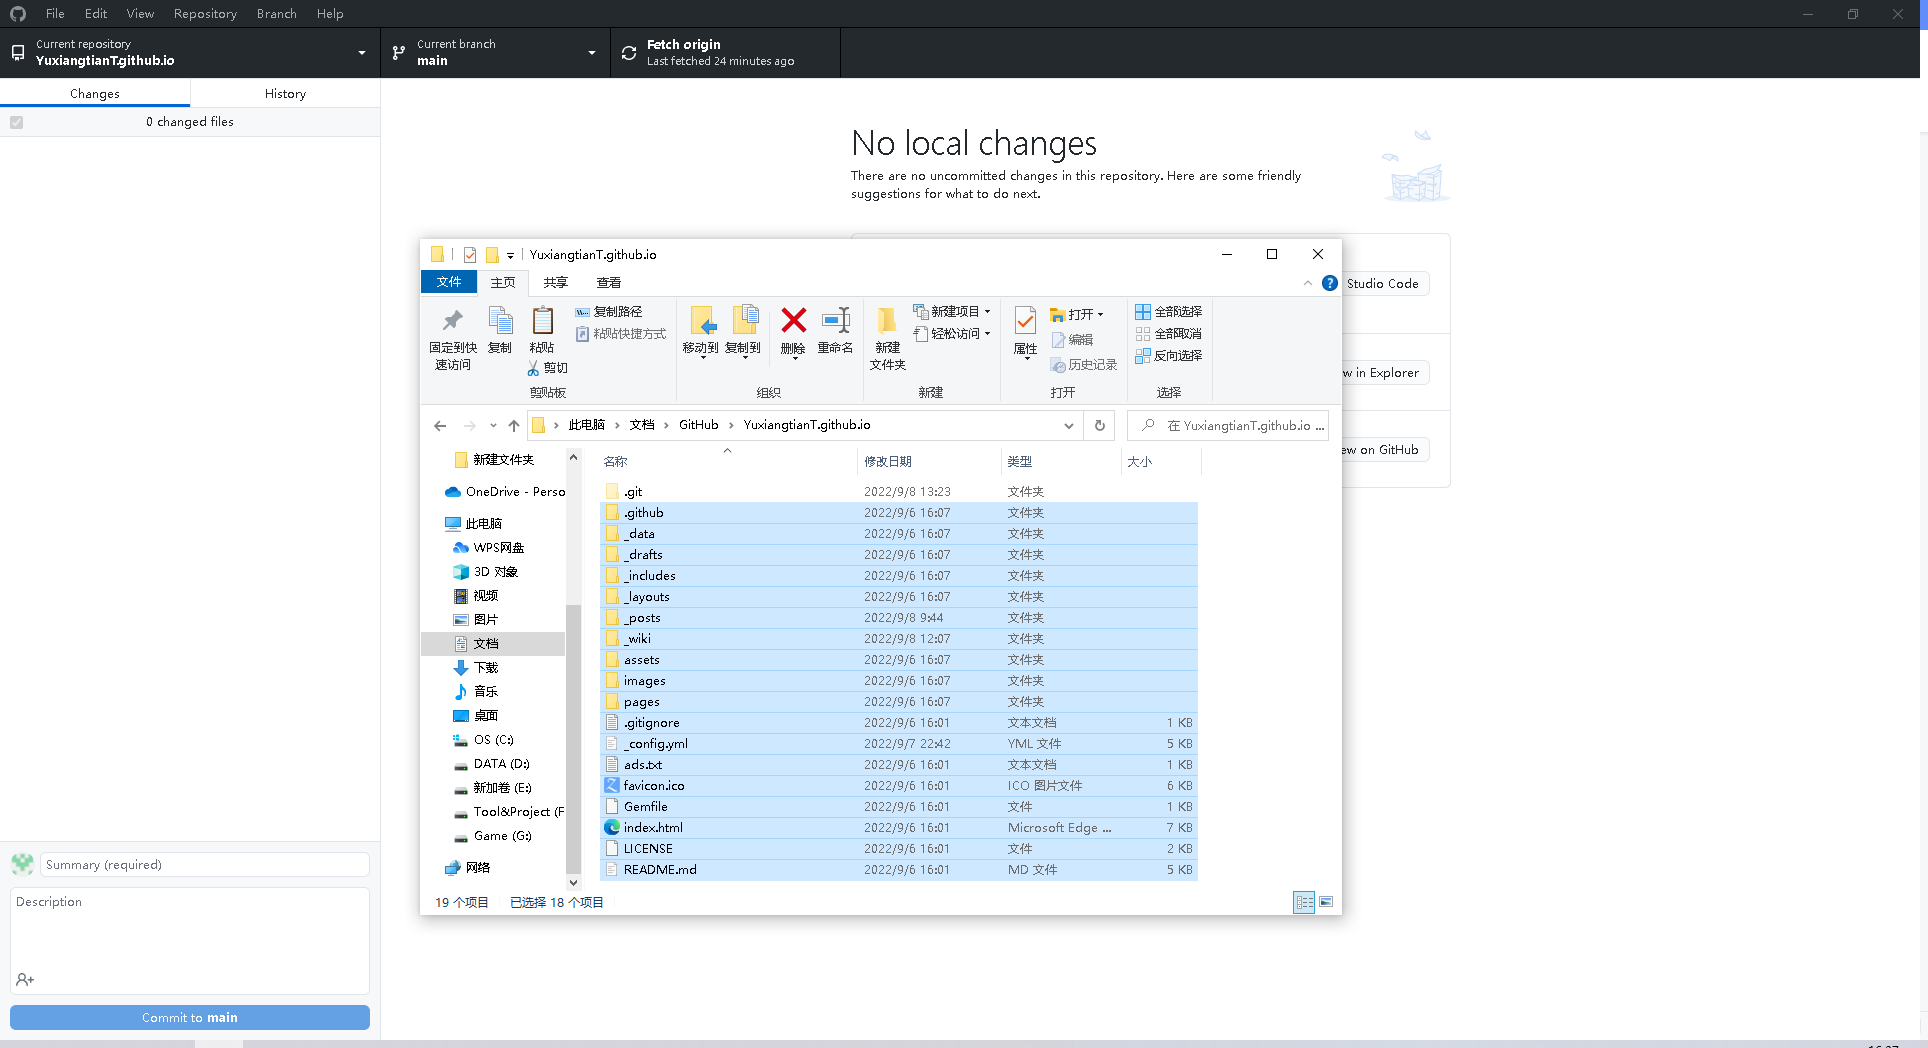 File Edit View Repository Branch Help
Current repository
YuxiangtianT.github.io
Current branch
main
Fetch origin
Last fetched 24 minutes ago
Changes History
0 changed files
No local changes
There are no uncommitted changes in this repository. Here are some friendly
suggestions for what to do next.
Studio Code
w in Explorer
ew on GitHub
YuxiangtianT.github.io
文件 主页 共享 查看
固定到快
速访问
复制
粘贴
复制路径
粘贴快捷方式
剪切
剪贴板
移动到 复制到 删除 重命名
组织
新建
文件夹
新建项目
轻松访问
新建
属性
打开
编辑
历史记录
打开
全部选择
全部取消
反向选择
选择
此电脑 文档 GitHub YuxiangtianT.github.io
在 YuxiangtianT.github.io ...
新建文件夹
OneDrive - Perso
此电脑
WPS网盘
3D 对象
视频
图片
文档
下载
音乐
桌面
OS (C:)
DATA (D:)
新加卷 (E:)
Tool&Project (F
Game (G:)
网络
名称 修改日期 类型 大小
.git 2022/9/8 13:23 文件夹
.github 2022/9/6 16:07 文件夹
_data 2022/9/6 16:07 文件夹
_drafts 2022/9/6 16:07 文件夹
_includes 2022/9/6 16:07 文件夹
_layouts 2022/9/6 16:07 文件夹
_posts 2022/9/8 9:44 文件夹
_wiki 2022/9/8 12:07 文件夹
assets 2022/9/6 16:07 文件夹
images 2022/9/6 16:07 文件夹
pages 2022/9/6 16:07 文件夹
.gitignore 2022/9/6 16:01 文本文档 1 KB
_config.yml 2022/9/7 22:42 YML 文件 5 KB
ads.txt 2022/9/6 16:01 文本文档 1 KB
favicon.ico 2022/9/6 16:01 ICO 图片文件 6 KB
Gemfile 2022/9/6 16:01 文件 1 KB
index.html 2022/9/6 16:01 Microsoft Edge ... 7 KB
LICENSE 2022/9/6 16:01 文件 2 KB
README.md 2022/9/6 16:01 MD 文件 5 KB
19 个项目 已选择 18 个项目
Summary (required)
Description
Commit to main